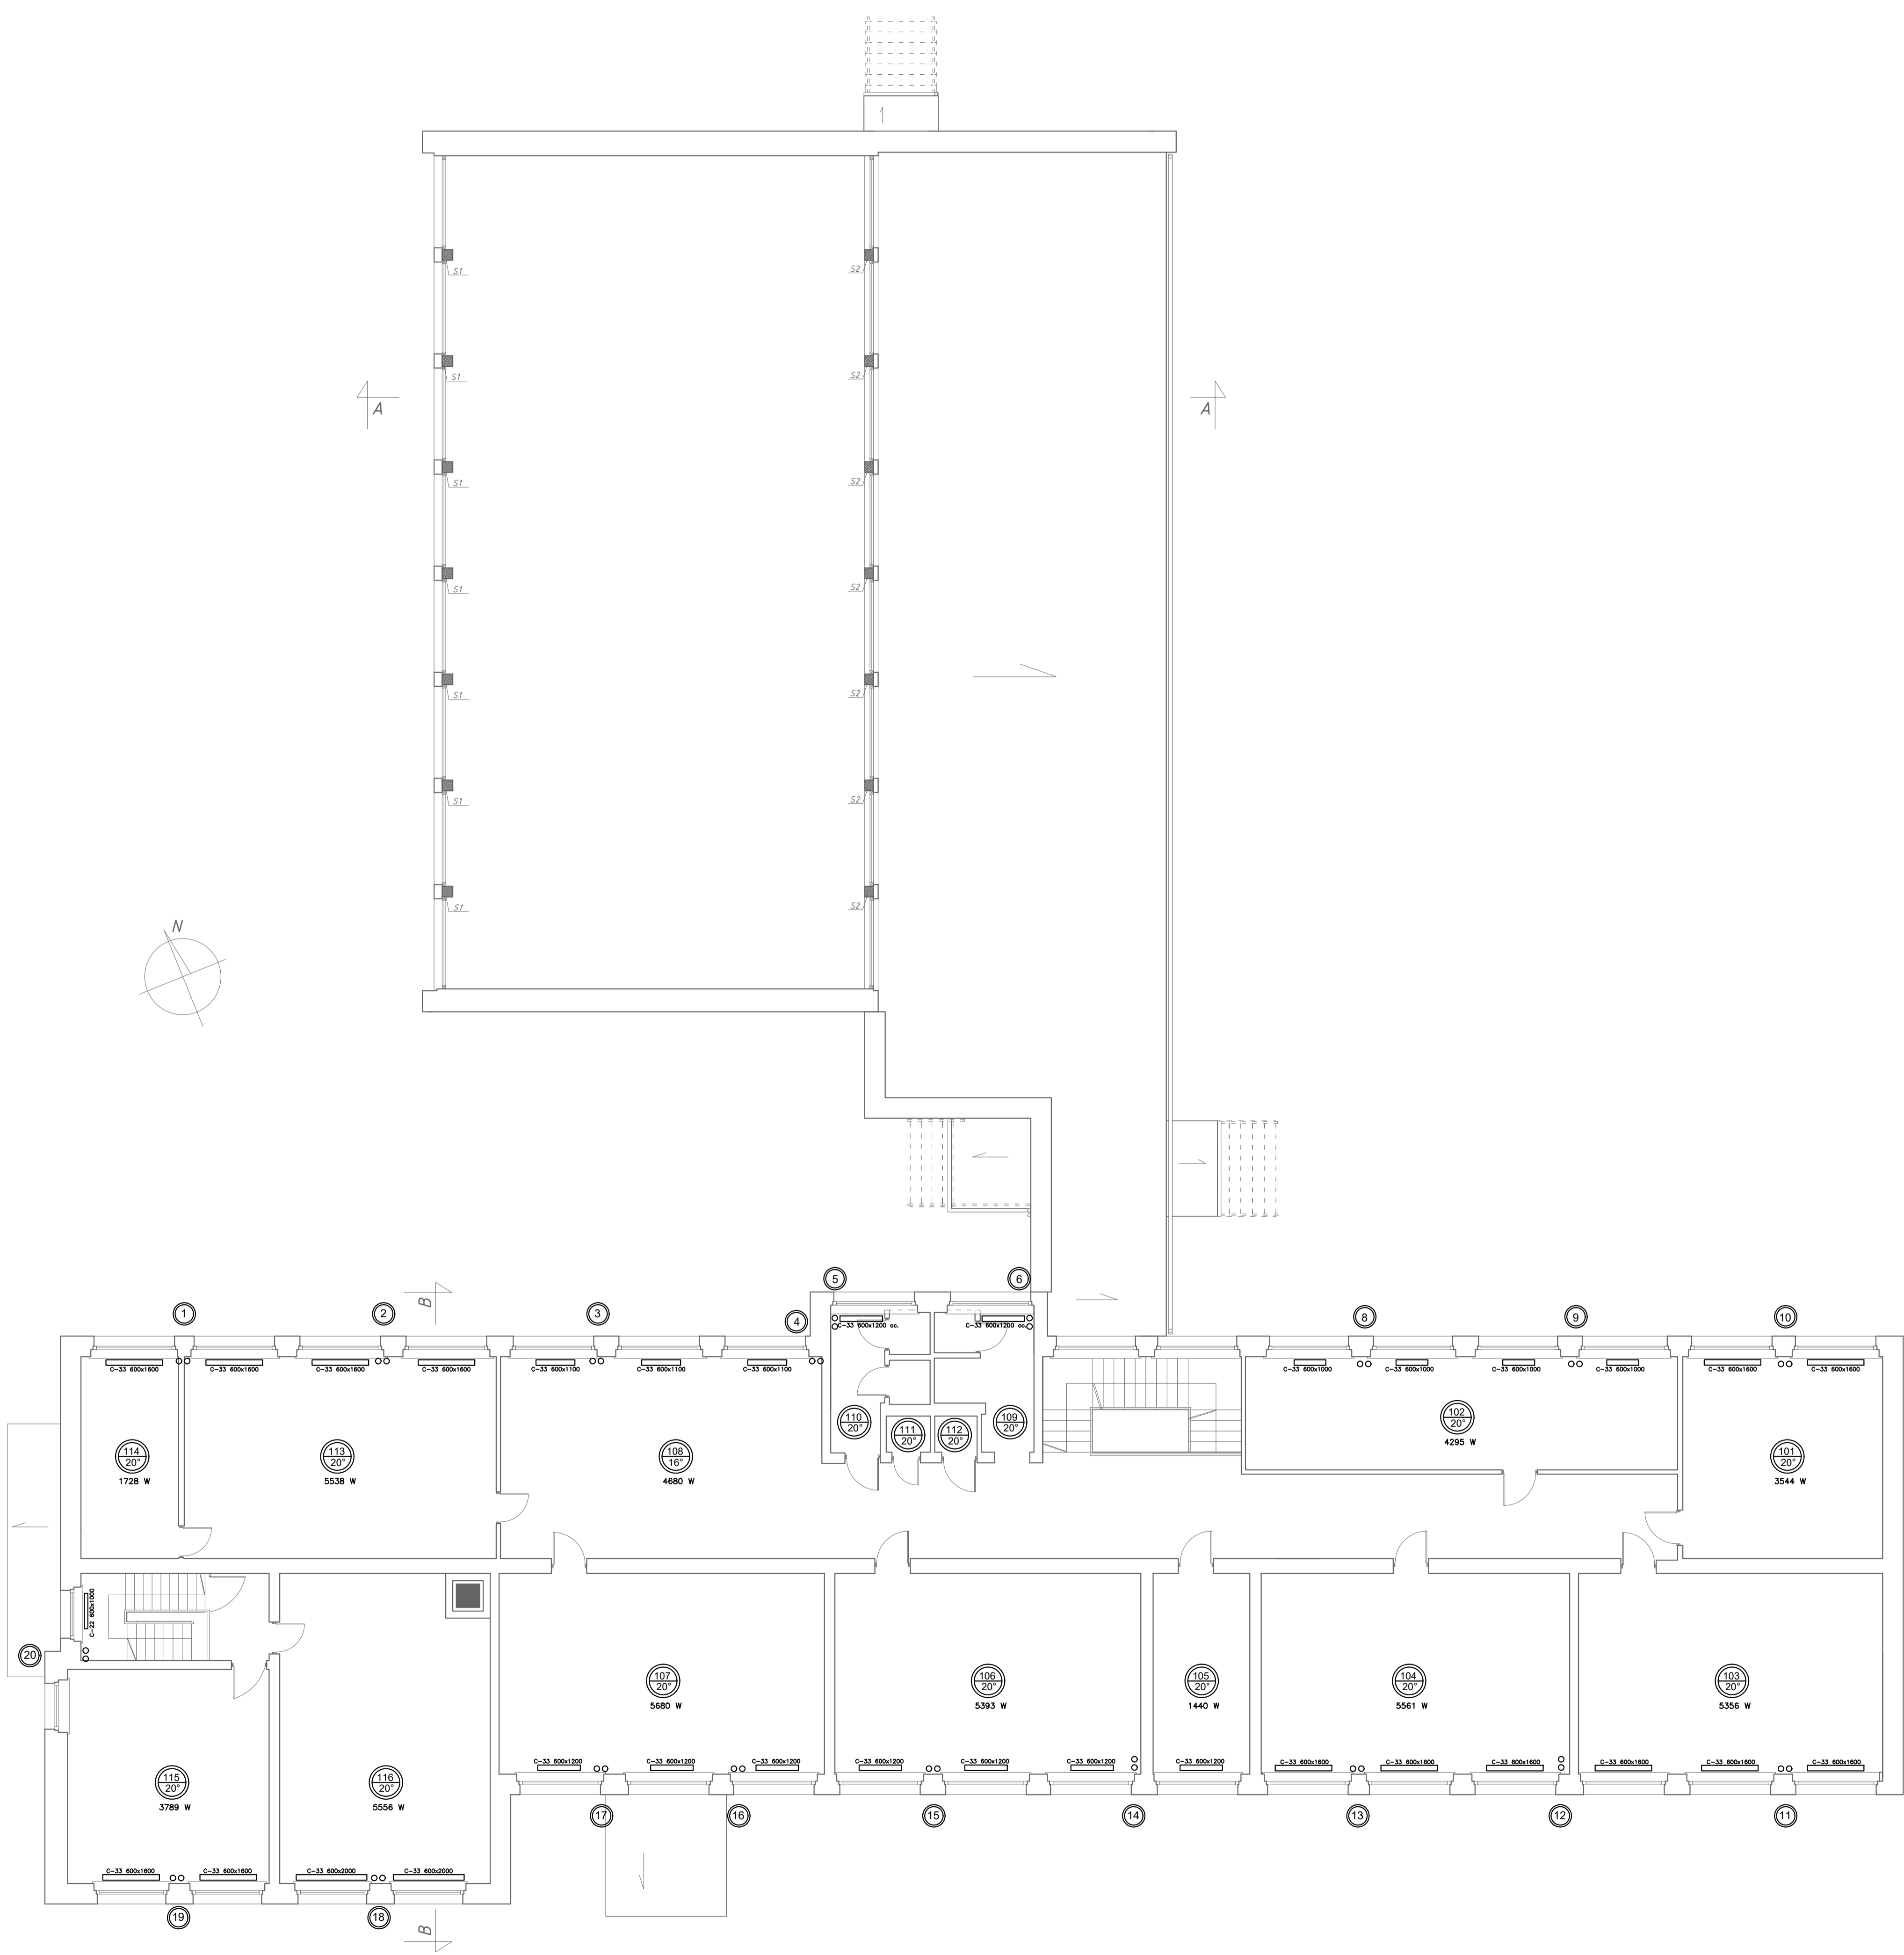 S1
S2
S1
S2
A
A
S1
S2
S1
S2
S1
S2
S1
S2
N
S1
S2
5
6
B
1
2
3
4
8
9
10
C-33 600x1200 oc.
C-33 600x1200 oc.
C-33 600x1600
C-33 600x1600
C-33 600x1600
C-33 600x1600
C-33 600x1100
C-33 600x1100
C-33 600x1100
C-33 600x1000
C-33 600x1000
C-33 600x1000
C-33 600x1000
C-33 600x1600
C-33 600x1600
110
20°
111
20°
112
20°
109
20°
102
20°
4295 W
114
20°
1728 W
113
20°
5538 W
108
16°
4680 W
101
20°
3544 W
C-22 600x1000
20
107
20°
5680 W
106
20°
5393 W
105
20°
1440 W
104
20°
5561 W
103
20°
5356 W
C-33 600x1200
C-33 600x1200
C-33 600x1200
C-33 600x1200
C-33 600x1200
C-33 600x1200
C-33 600x1200
C-33 600x1600
C-33 600x1600
C-33 600x1600
C-33 600x1600
C-33 600x1600
C-33 600x1600
115
20°
3789 W
116
20°
5556 W
17
16
15
14
13
12
11
C-33 600x1600
C-33 600x1600
C-33 600x2000
C-33 600x2000
19
18
B